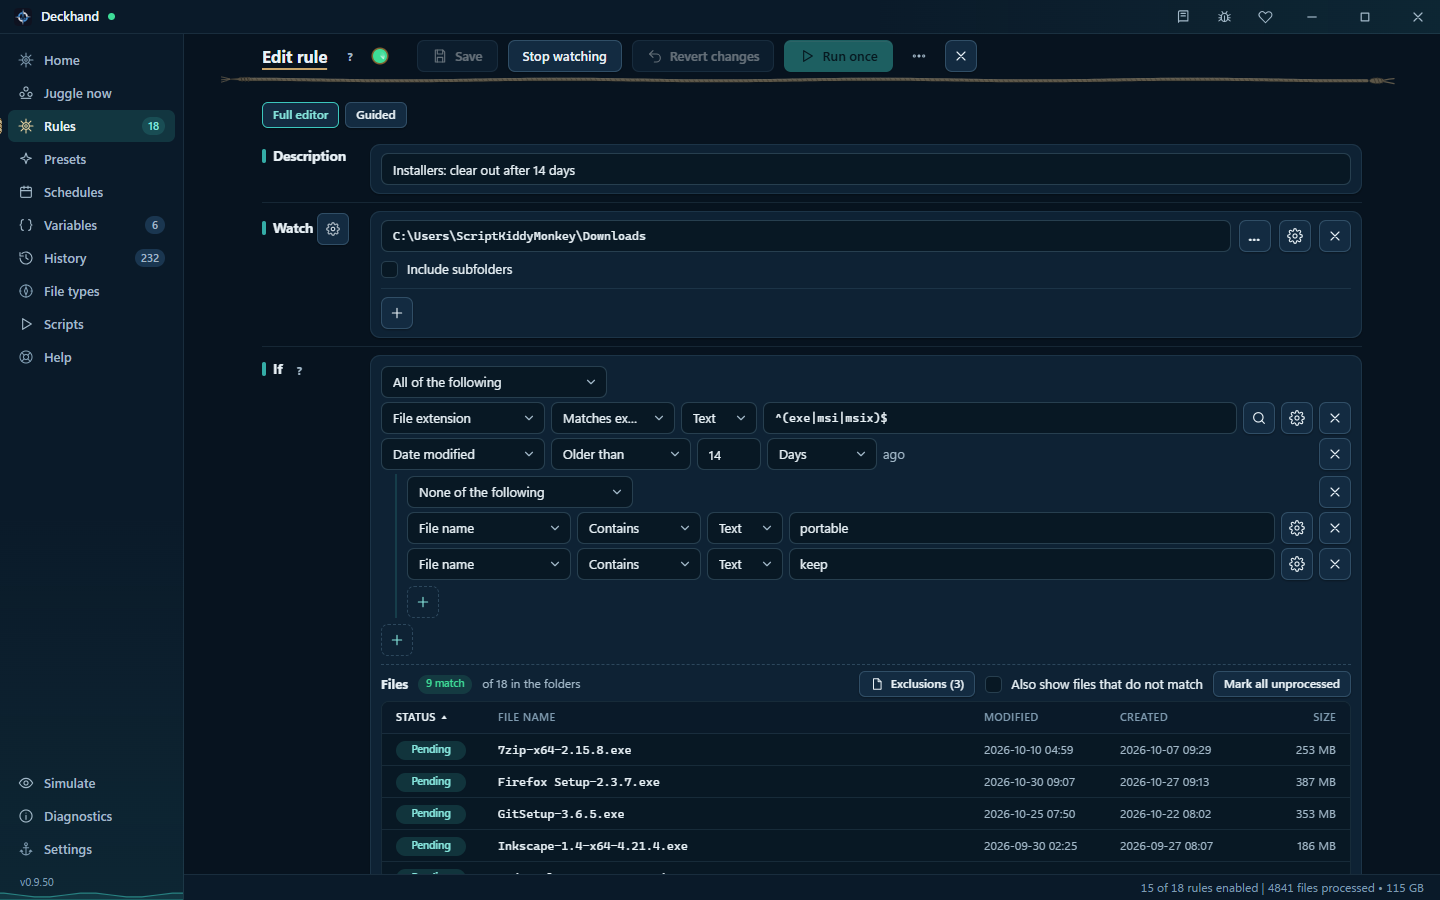 Deckhand
Home
Juggle now
Rules 18
Presets
Schedules
Variables 6
History 232
File types
Scripts
Help
Simulate
Diagnostics
Settings
v0.9.50
Edit rule ? Save Stop watching Revert changes Run once
Full editor Guided
Description Installers: clear out after 14 days
Watch C:\Users\ScriptKiddyMonkey\Downloads ...
Include subfolders
If ? All of the following
File extension Matches ex... Text ^(exe|msi|msix)$
Date modified Older than 14 Days ago
None of the following
File name Contains Text portable
File name Contains Text keep
Files 9 match of 18 in the folders Exclusions (3) Also show files that do not match Mark all unprocessed
STATUS FILE NAME MODIFIED CREATED SIZE
Pending 7zip-x64-2.15.8.exe 2026-10-10 04:59 2026-10-07 09:29 253 MB
Pending Firefox Setup-2.3.7.exe 2026-10-30 09:07 2026-10-27 09:13 387 MB
Pending GitSetup-3.6.5.exe 2026-10-25 07:50 2026-10-22 08:02 353 MB
Pending Inkscape-1.4-x64-4.21.4.exe 2026-09-30 02:25 2026-09-27 08:07 186 MB
15 of 18 rules enabled | 4841 files processed • 115 GB